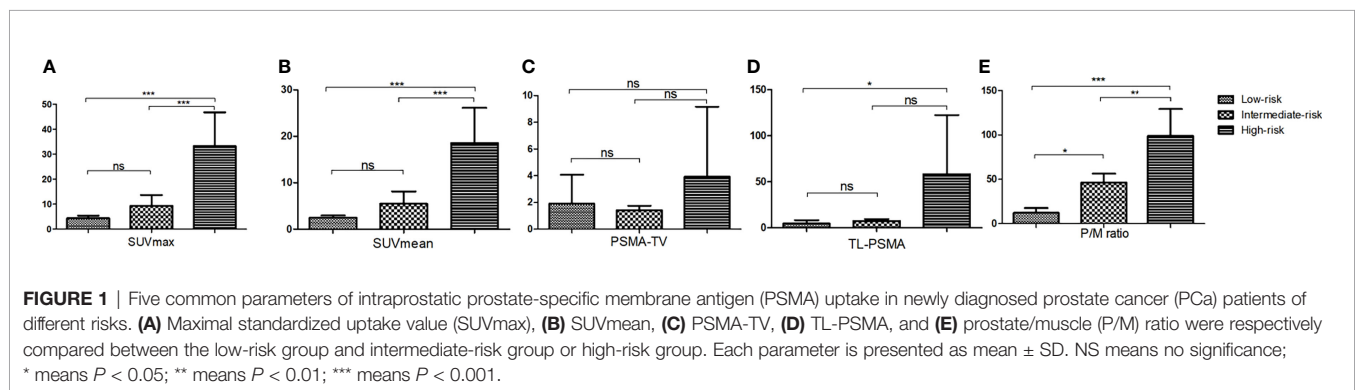 A
B
C
D
E
***
***
ns
50
40
30
20
10
0
SUVmax
***
***
ns
30
20
10
0
SUVmean
ns
ns
ns
10
8
6
4
2
0
PSMA-TV
*
ns
ns
150
100
50
0
TL-PSMA
***
**
*
150
100
50
0
P/M ratio
Low-risk
Intermediate-risk
High-risk
FIGURE 1 | Five common parameters of intraprostatic prostate-specific membrane antigen (PSMA) uptake in newly diagnosed prostate cancer (PCa) patients of
different risks. (A) Maximal standardized uptake value (SUVmax), (B) SUVmean, (C) PSMA-TV, (D) TL-PSMA, and (E) prostate/muscle (P/M) ratio were respectively
compared between the low-risk group and intermediate-risk group or high-risk group. Each parameter is presented as mean ± SD. NS means no significance;
* means P < 0.05; ** means P < 0.01; *** means P < 0.001.